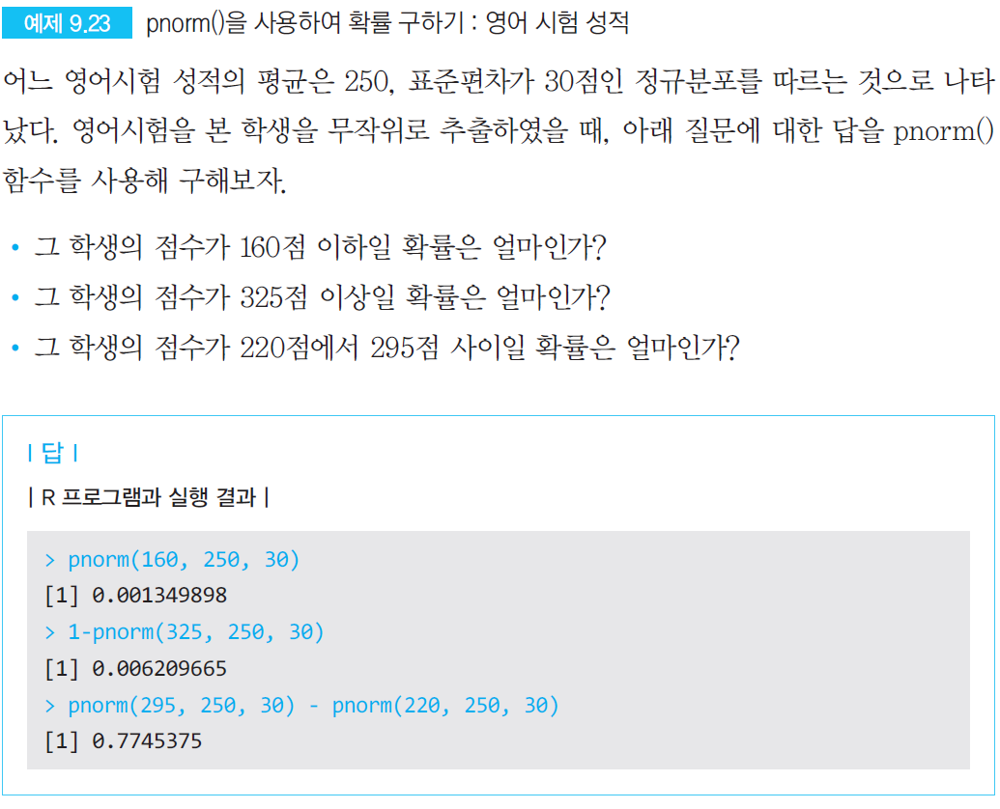 예제 9.23 pnorm()을 사용하여 확률 구하기 : 영어 시험 성적
어느 영어시험 성적의 평균은 250, 표준편차가 30점인 정규분포를 따르는 것으로 나타
났다. 영어시험을 본 학생을 무작위로 추출하였을 때, 아래 질문에 대한 답을 pnorm()
함수를 사용해 구해보자.
• 그 학생의 점수가 160점 이하일 확률은 얼마인가?
• 그 학생의 점수가 325점 이상일 확률은 얼마인가?
• 그 학생의 점수가 220점에서 295점 사이일 확률은 얼마인가?
| 답 |
| R 프로그램과 실행 결과 |
> pnorm(160, 250, 30)
[1] 0.001349898
> 1-pnorm(325, 250, 30)
[1] 0.006209665
> pnorm(295, 250, 30) - pnorm(220, 250, 30)
[1] 0.7745375